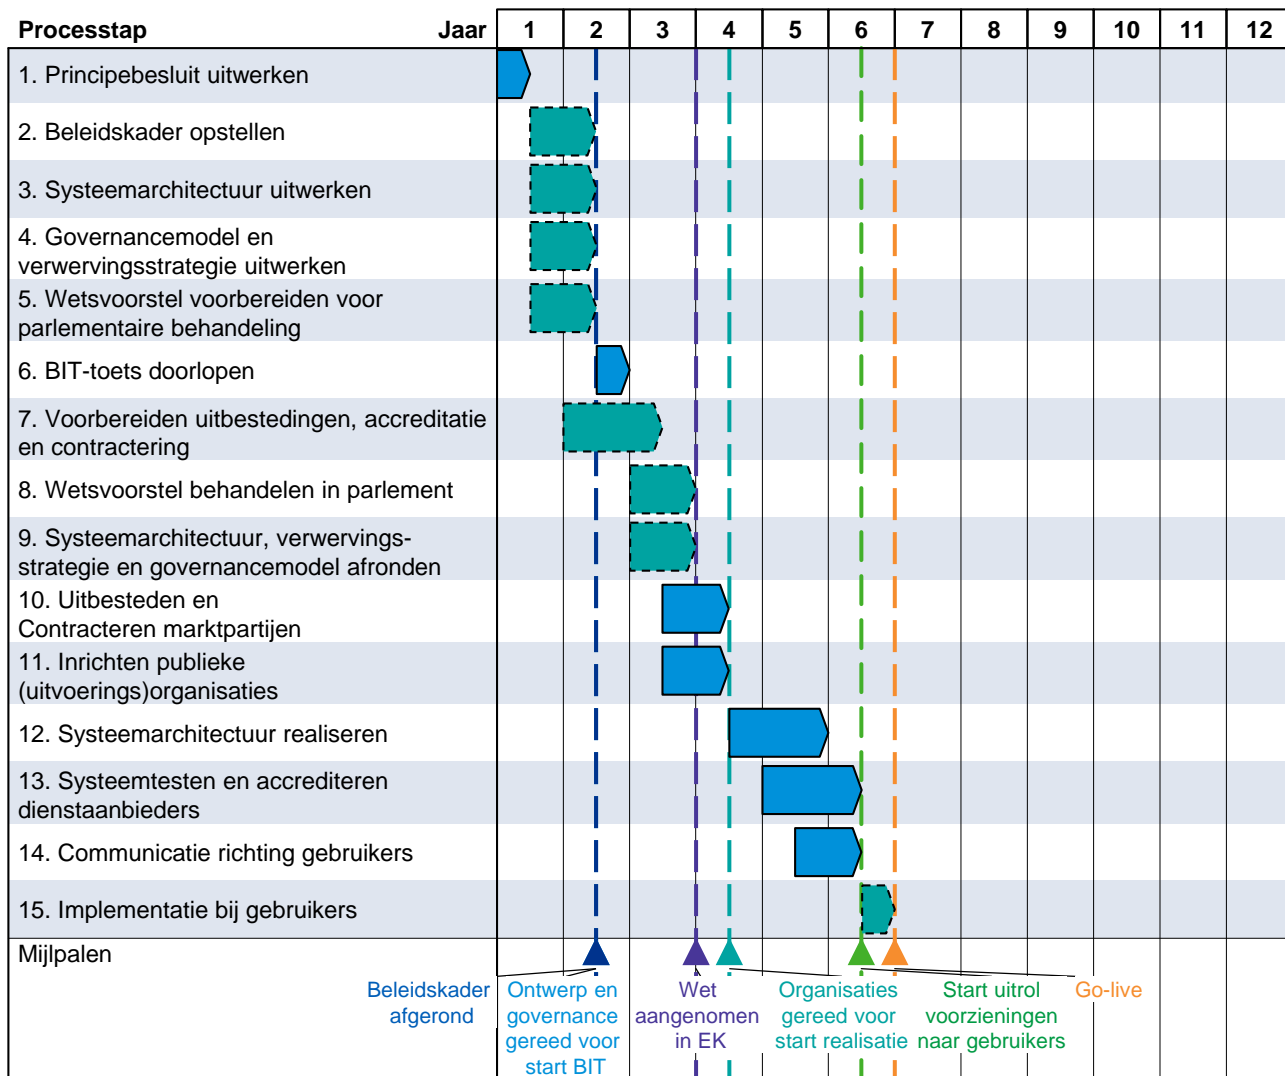 Processtap Jaar 1 2 3 4 5 6 7 8 9 10 11 12
1. Principebesluit uitwerken
2. Beleidskader opstellen
3. Systeemarchitectuur uitwerken
4. Governancemodel en
verwervingsstrategie uitwerken
5. Wetsvoorstel voorbereiden voor
parlementaire behandeling
6. BIT-toets doorlopen
7. Voorbereiden uitbestedingen, accreditatie
en contractering
8. Wetsvoorstel behandelen in parlement
9. Systeemarchitectuur, verwervings-
strategie en governancemodel afronden
10. Uitbesteden en
Contracteren marktpartijen
11. Inrichten publieke
(uitvoerings)organisaties
12. Systeemarchitectuur realiseren
13. Systeemtesten en accrediteren
dienstaanbieders
14. Communicatie richting gebruikers
15. Implementatie bij gebruikers
Mijlpalen
Beleidskader
afgerond
Ontwerp en
governance
gereed voor
start BIT
Wet
aangenomen
in EK
Organisaties
gereed voor
start realisatie
Start uitrol
voorzieningen
naar gebruikers
Go-live